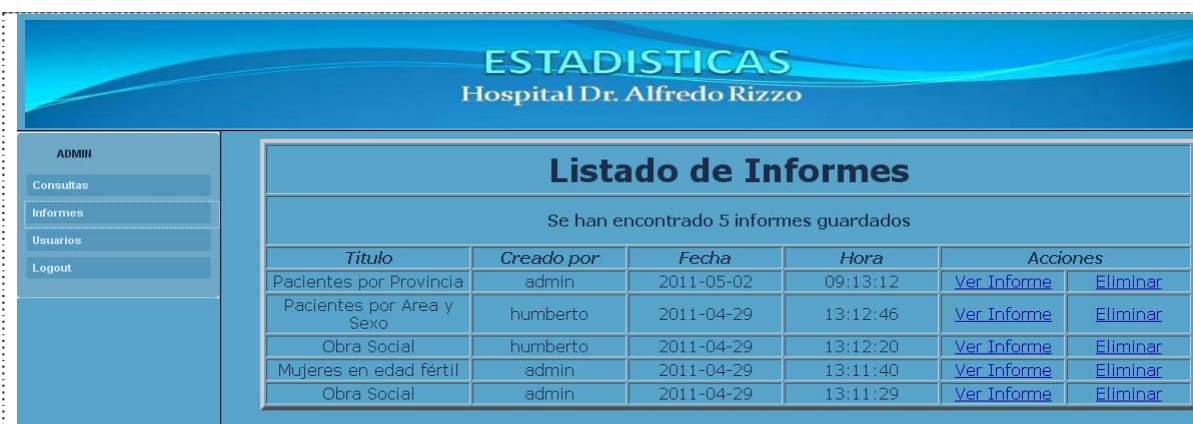 ESTADISTICAS
Hospital Dr. Alfredo Rizzo
ADMIN
Consultas
Informes
Usuarios
Logout
Listado de Informes
Se han encontrado 5 informes guardados
Titulo Creado por Fecha Hora Acciones
Pacientes por Provincia admin 2011-05-02 09:13:12 Ver Informe Eliminar
Pacientes por Area y
Sexo humberto 2011-04-29 13:12:46 Ver Informe Eliminar
Obra Social humberto 2011-04-29 13:12:20 Ver Informe Eliminar
Mujeres en edad fértil admin 2011-04-29 13:11:40 Ver Informe Eliminar
Obra Social admin 2011-04-29 13:11:29 Ver Informe Eliminar